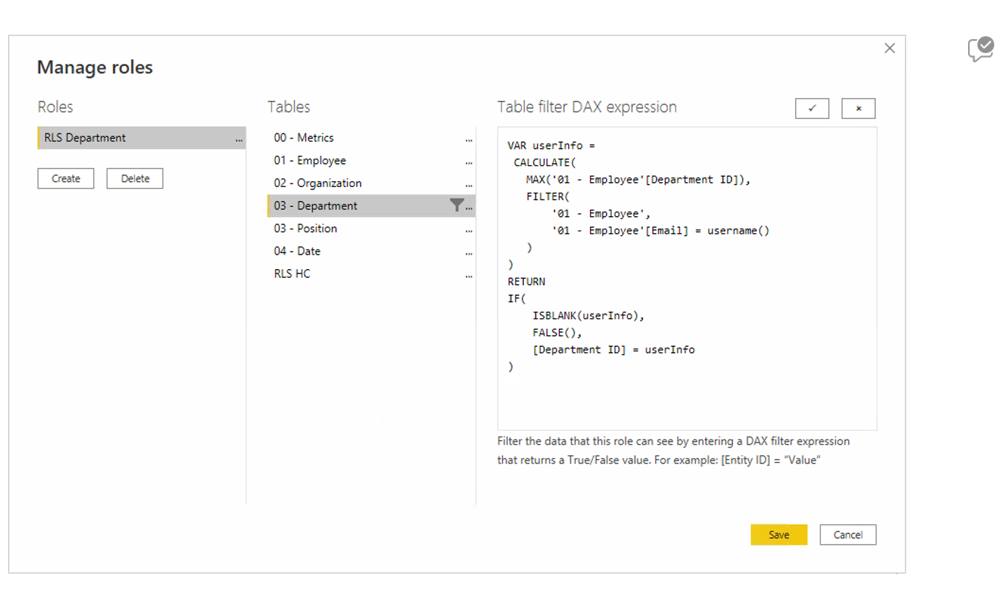 Manage roles
Roles
RLS Department ...
Create Delete
Tables
00 - Metrics ...
01 - Employee ...
02 - Organization ...
03 - Department ...
03 - Position ...
04 - Date ...
RLS HC ...
Table filter DAX expression
VAR userInfo =
CALCULATE(
MAX('01 - Employee'[Department ID]),
FILTER(
'01 - Employee',
'01 - Employee'[Email] = username()
)
)
RETURN
IF(
ISBLANK(userInfo),
FALSE(),
[Department ID] = userInfo
)
Filter the data that this role can see by entering a DAX filter expression
that returns a True/False value. For example: [Entity ID] = “Value”
Save Cancel